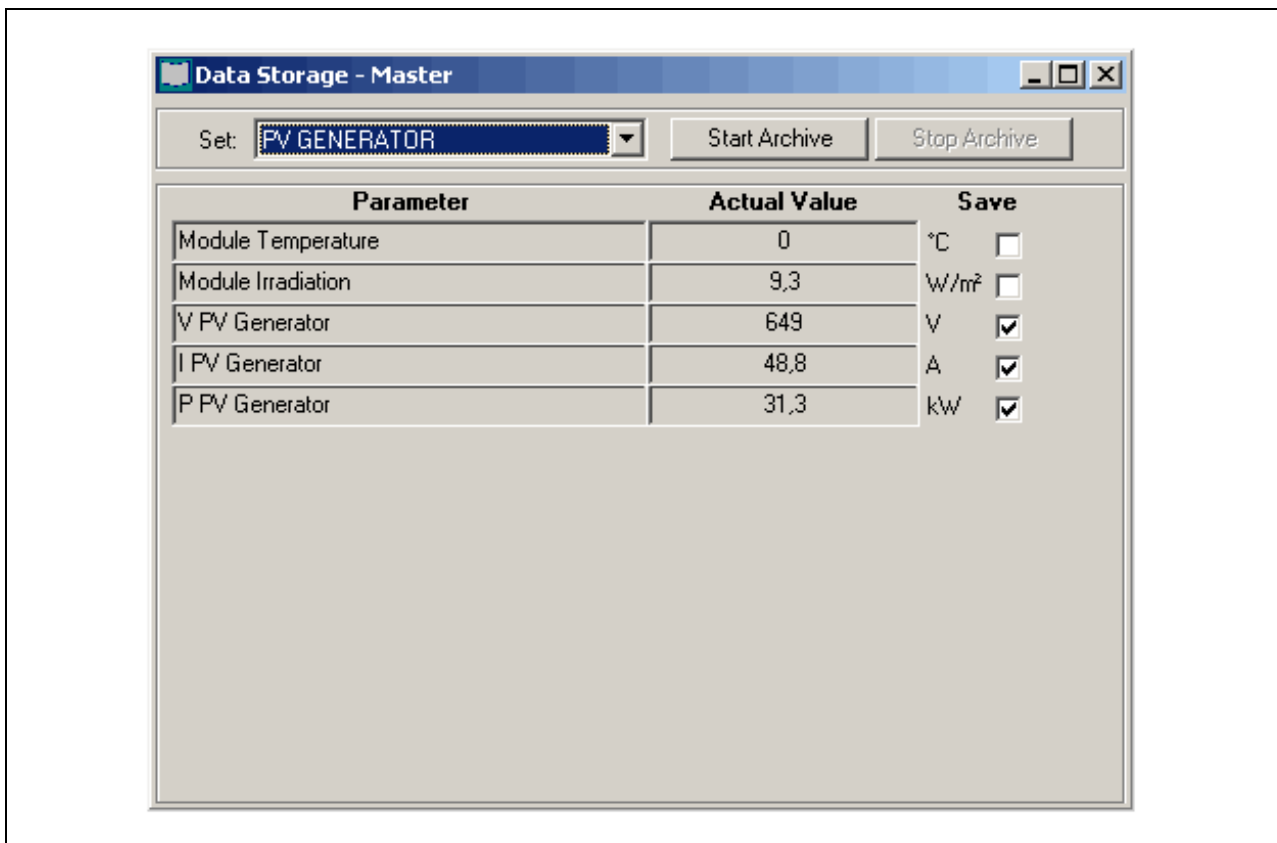 Data Storage - Master
Set: PV GENERATOR Start Archive Stop Archive
Parameter Actual Value Save
Module Temperature 0 °C
Module Irradiation 9,3 W/m²
V PV Generator 649 V
I PV Generator 48,8 A
P PV Generator 31,3 kW